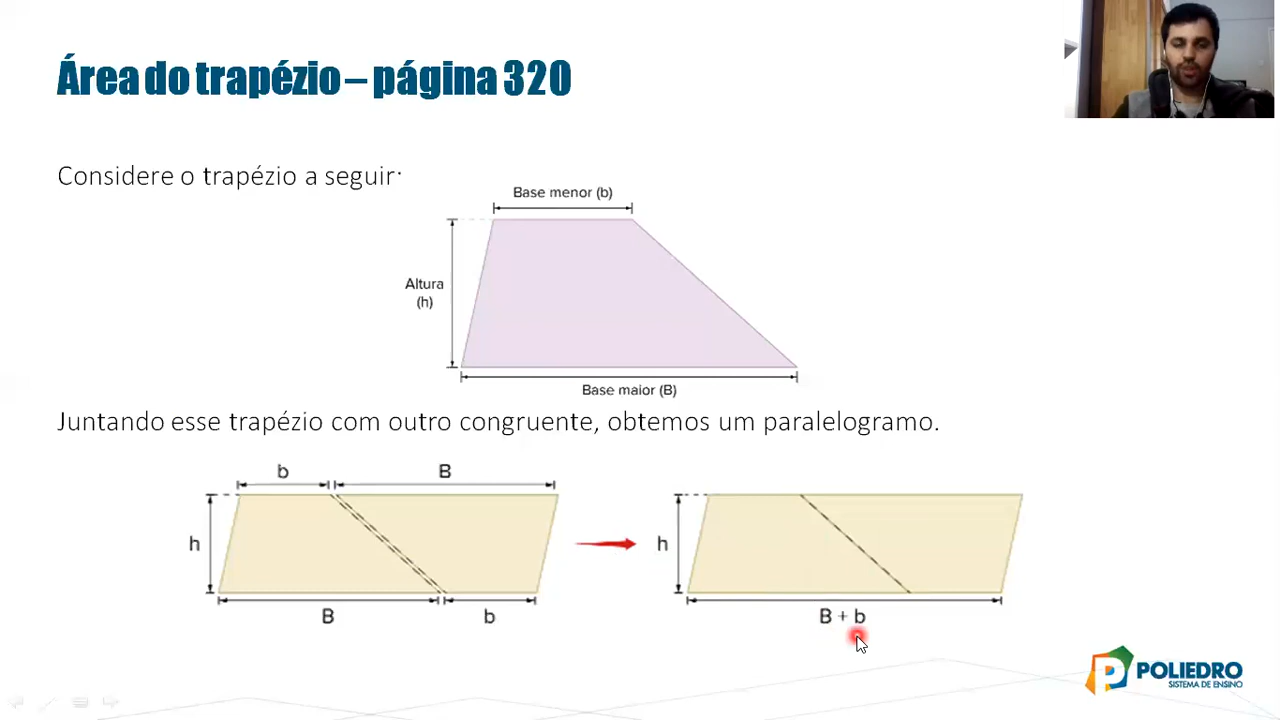 Área do trapézio – página 320
Considere o trapézio a seguir:
Base menor (b)
Altura
(h)
Base maior (B)
Juntando esse trapézio com outro congruente, obtemos um paralelogramo.
b B
h
B b
h
B + b
POLIEDRO
SISTEMA DE ENSINO